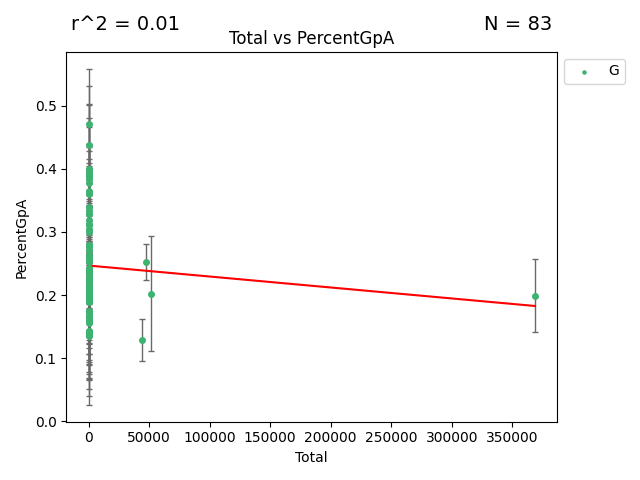 r^2 = 0.01
N = 83
Total vs PercentGpA
G
PercentGpA
0.5
0.4
0.3
0.2
0.1
0.0
0
50000
100000
150000
200000
250000
300000
350000
Total